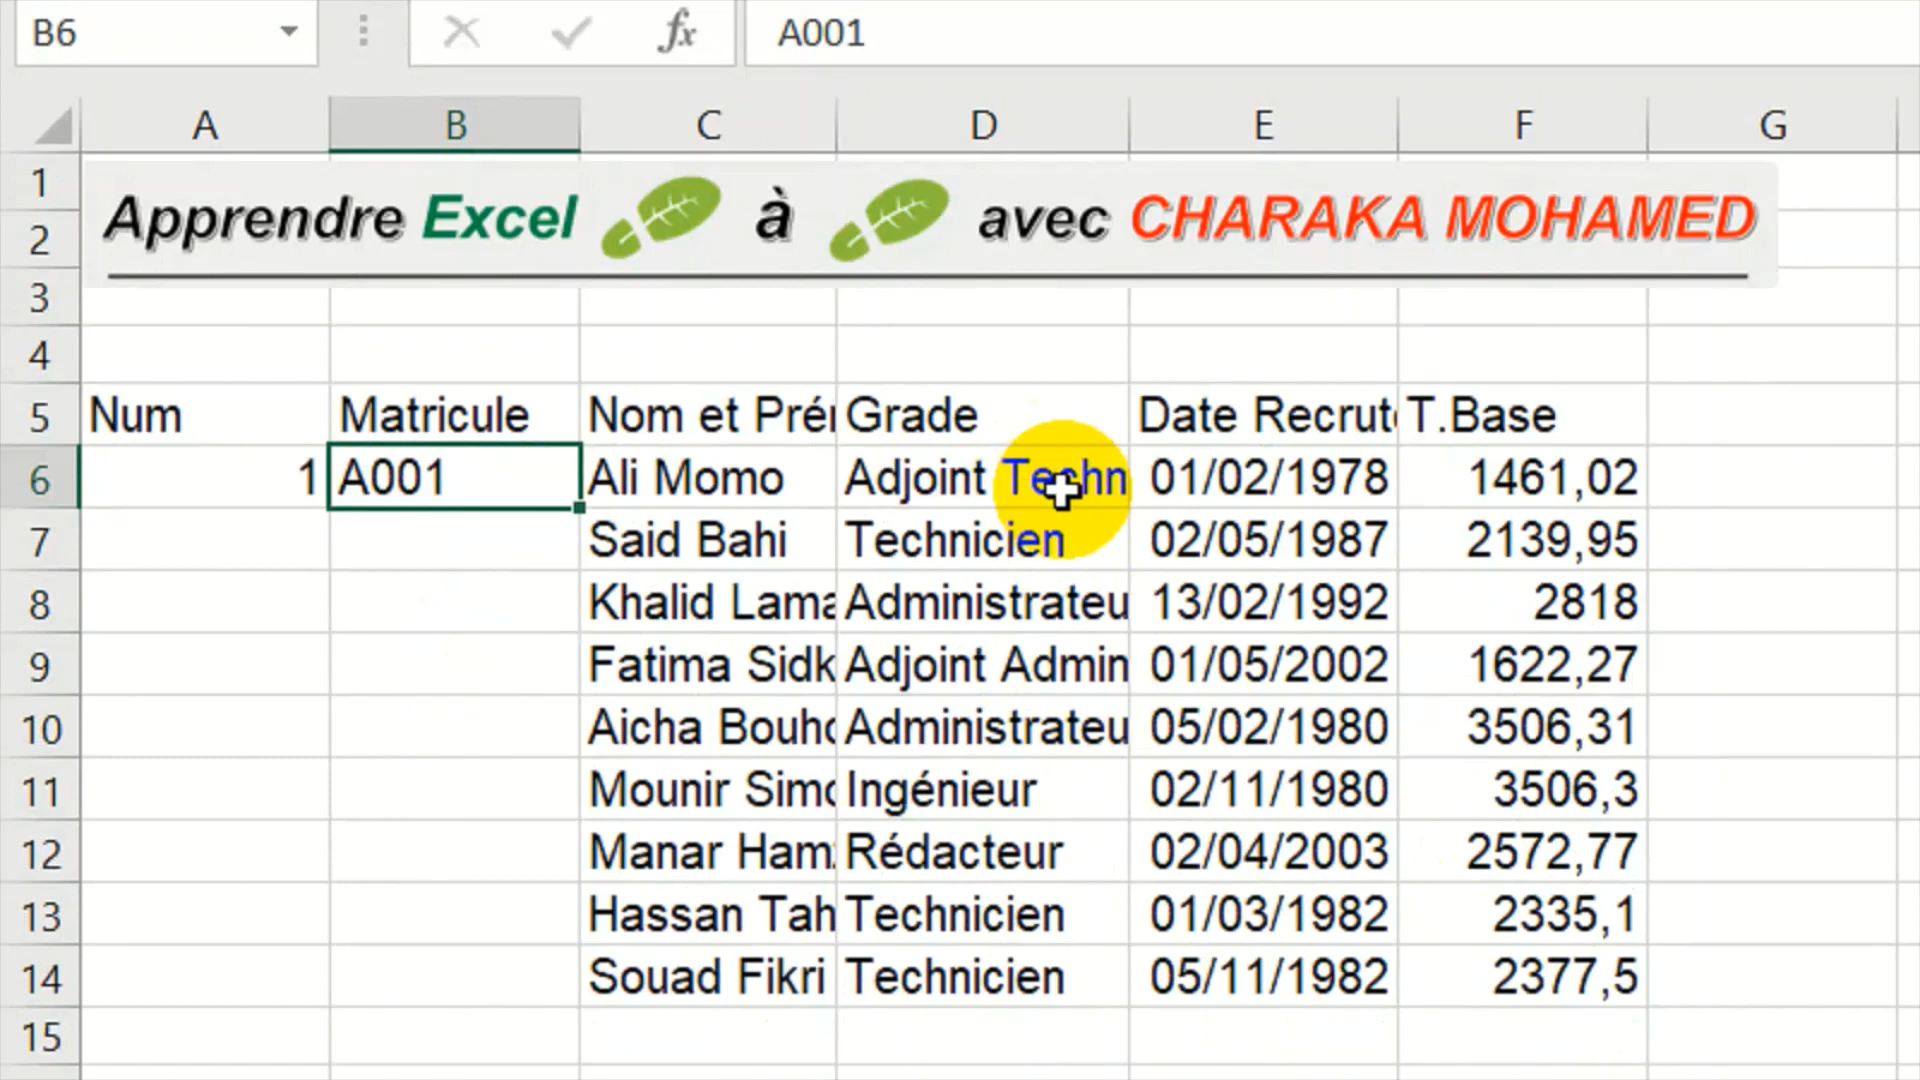 B6 fx A001
A B C D E F G
1
2 Apprendre Excel à avec CHARAKA MOHAMED
3
4
5 Num Matricule Nom et Pré Grade Date Recrut T.Base
6 1 A001 Ali Momo Adjoint Techn 01/02/1978 1461,02
7 Said Bahi Technicien 02/05/1987 2139,95
8 Khalid Lama Administrateu 13/02/1992 2818
9 Fatima Sidk Adjoint Admin 01/05/2002 1622,27
10 Aicha Bouh Administrateu 05/02/1980 3506,31
11 Mounir Sim Ingénieur 02/11/1980 3506,3
12 Manar Ham Rédacteur 02/04/2003 2572,77
13 Hassan Tah Technicien 01/03/1982 2335,1
14 Souad Fikri Technicien 05/11/1982 2377,5
15